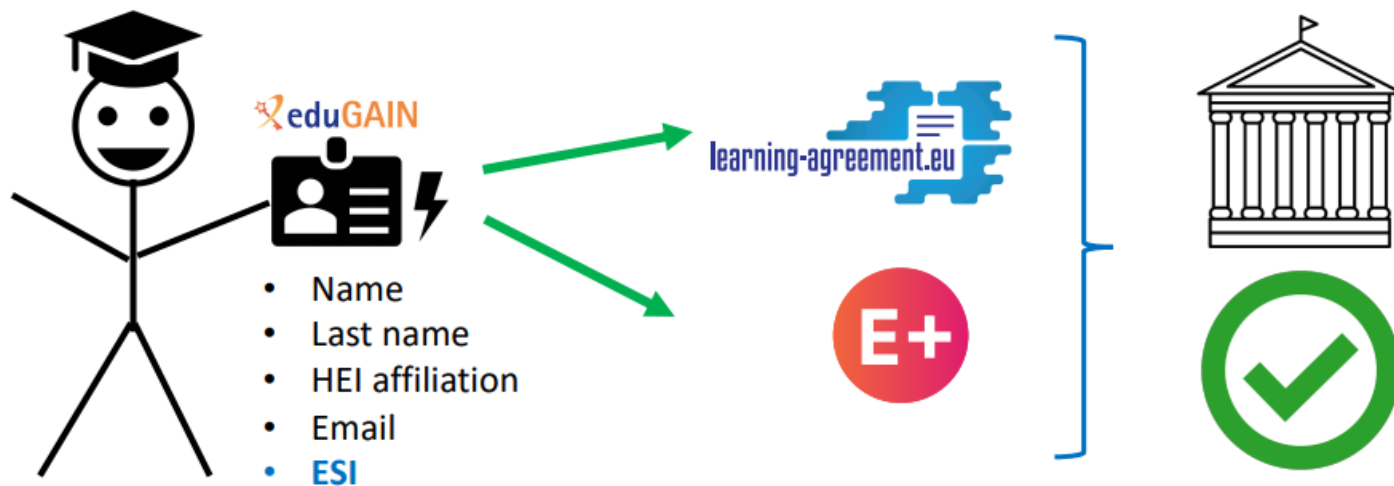 eduGAIN
• Name
• Last name
• HEI affiliation
• Email
• ESI
learning-agreement.eu
E+